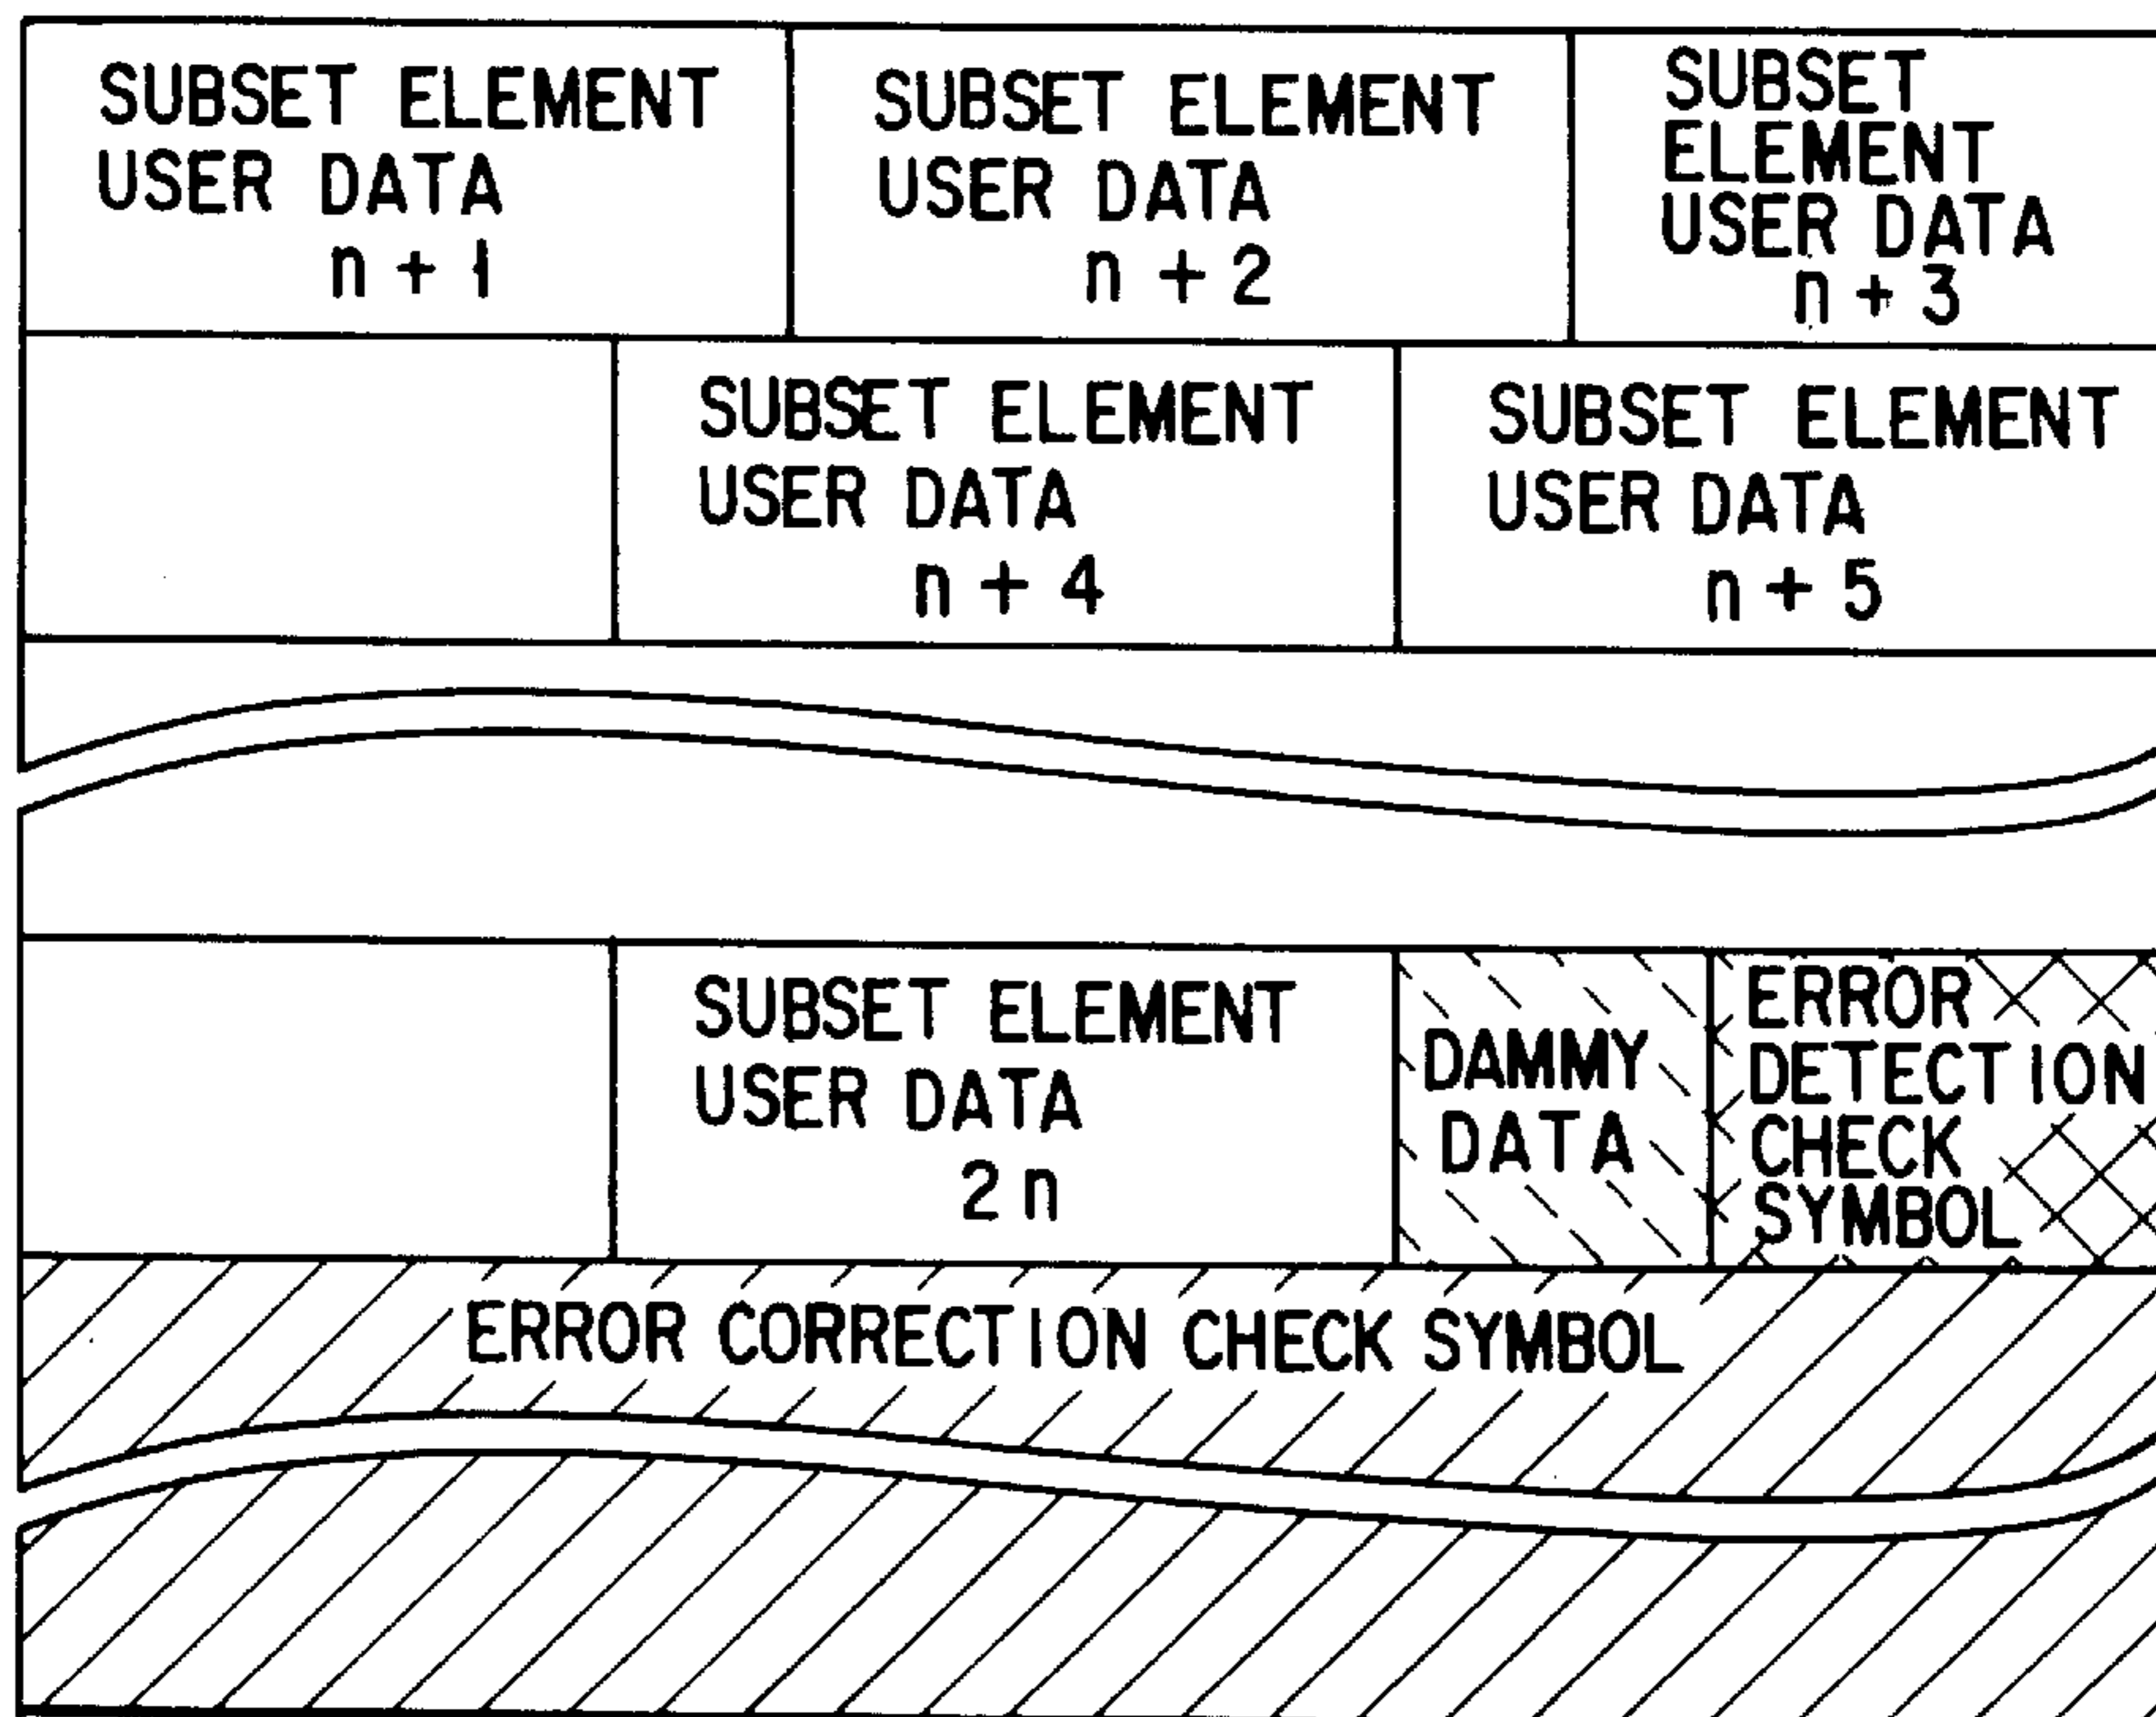 SUBSET ELEMENT
USER DATA
n + 1
SUBSET ELEMENT
USER DATA
n + 2
SUBSET
ELEMENT
USER DATA
n + 3
SUBSET ELEMENT
USER DATA
n + 4
SUBSET ELEMENT
USER DATA
n + 5
SUBSET ELEMENT
USER DATA
2n
DAMMY
DATA
ERROR
DETECTION
CHECK
SYMBOL
ERROR CORRECTION CHECK SYMBOL